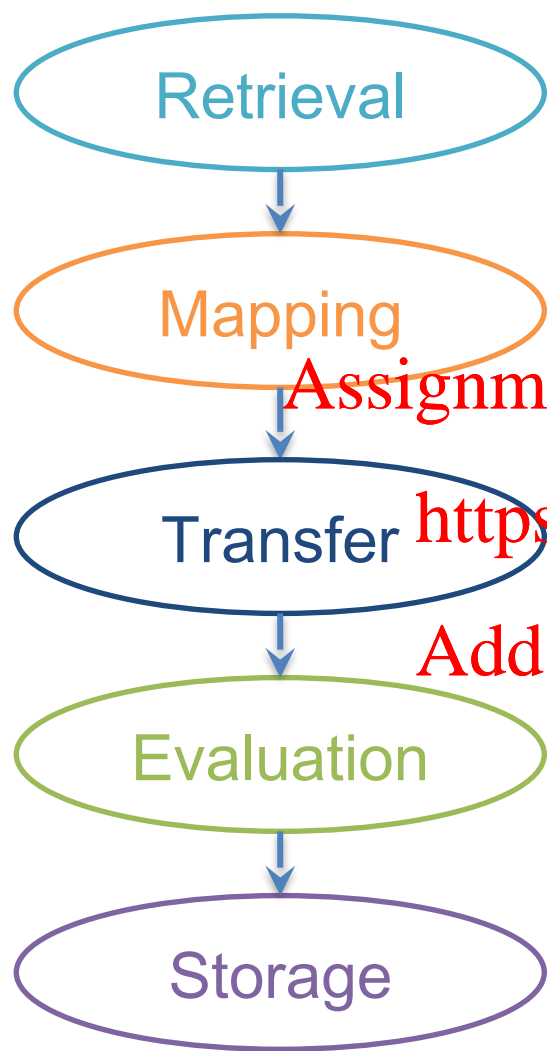 Retrieval
Mapping
Assignm
https
Transfer
Add
Evaluation
Storage